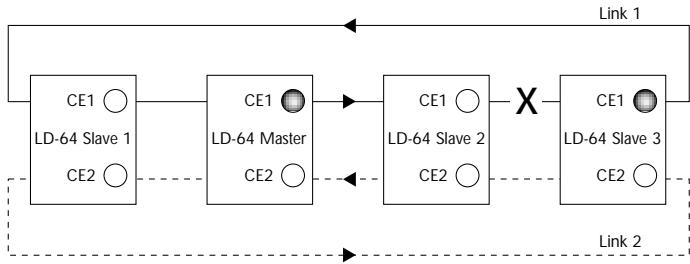 Link 1
CE1
LD-64 Slave 1
CE2
CE1
LD-64 Master
CE2
CE1
LD-64 Slave 2
CE2
X
CE1
LD-64 Slave 3
CE2
Link 2